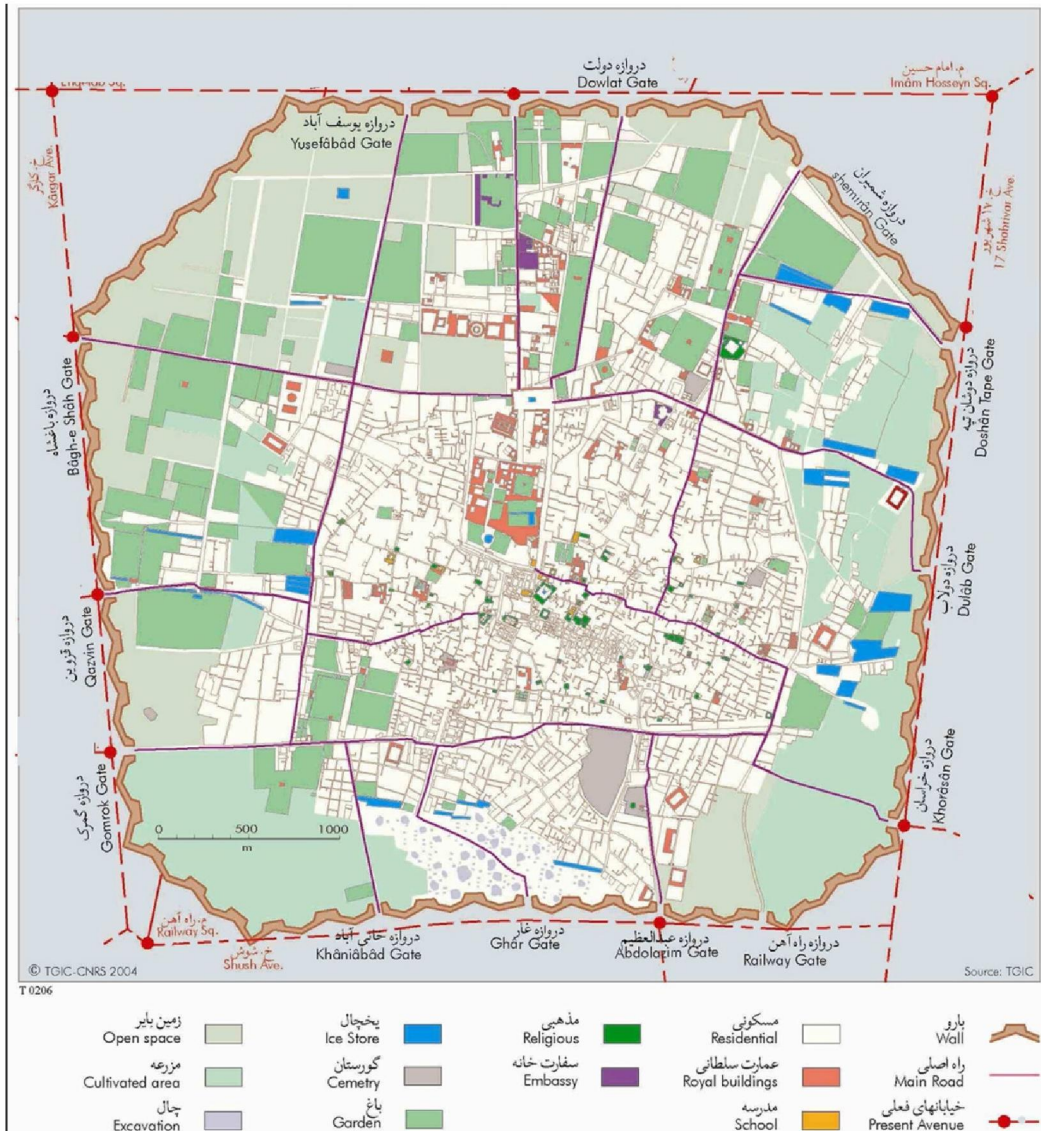 دروازه دولت
Dowlat Gate
م. امام حسین
Imâm Hosseyn Sq.
دروازه یوسف آباد
Yusefâbâd Gate
خ. کارگر
Kârgar Ave.
دروازه شمیران
shemurân Gate
خ. ۱۷ شهریور
17 Shahrivar Ave.
دروازه باغشاه
Bâgh-e Shâh Gate
دروازه دوشان تپه
Doshân Tape Gate
دروازه قزوین
Qazvin Gate
دروازه دولاب
Dulâb Gate
دروازه گمرک
Gomrok Gate
دروازه خراسان
Khorâsân Gate
0 500 1000
m
م. راه آهن
Railway Sq.
خ. شوش
Shush Ave.
دروازه خانی آباد
Khâniâbâd Gate
دروازه غار
Ghâr Gate
دروازه عبدالعظیم
Abdolazim Gate
دروازه راه آهن
Railway Gate
© TGIC-CNRS 2004
Source: TGIC
T 0206
زمین بایر
Open space
یخچال
Ice Store
مذهبی
Religious
مسکونی
Residential
بارو
Wall
مزرعه
Cultivated area
گورستان
Cemetry
سفارت خانه
Embassy
عمارت سلطانی
Royal buildings
راه اصلی
Main Road
چال
Excavation
باغ
Garden
مدرسه
School
خیابانهای فعلی
Present Avenue